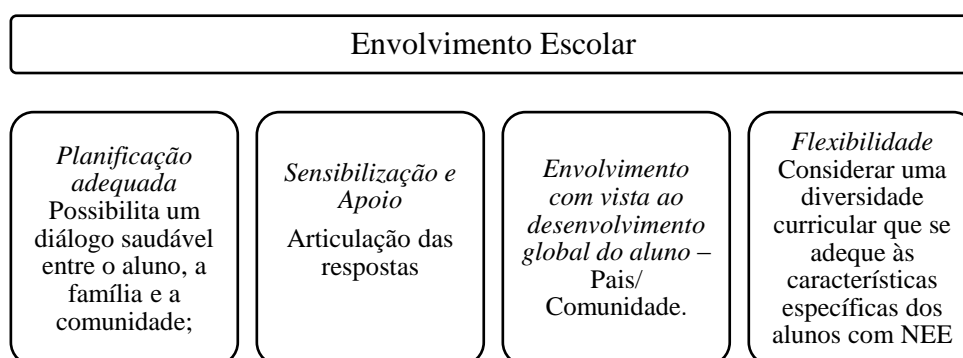 Envolvimento Escolar
Planificação
adequada
Possibilita um
diálogo saudável
entre o aluno, a
família e a
comunidade;
Sensibilização e
Apoio
Articulação das
respostas
Envolvimento
com vista ao
desenvolvimento
global do aluno –
Pais/
Comunidade.
Flexibilidade
Considerar uma
diversidade
curricular que se
adeque às
características
específicas dos
alunos com NEE